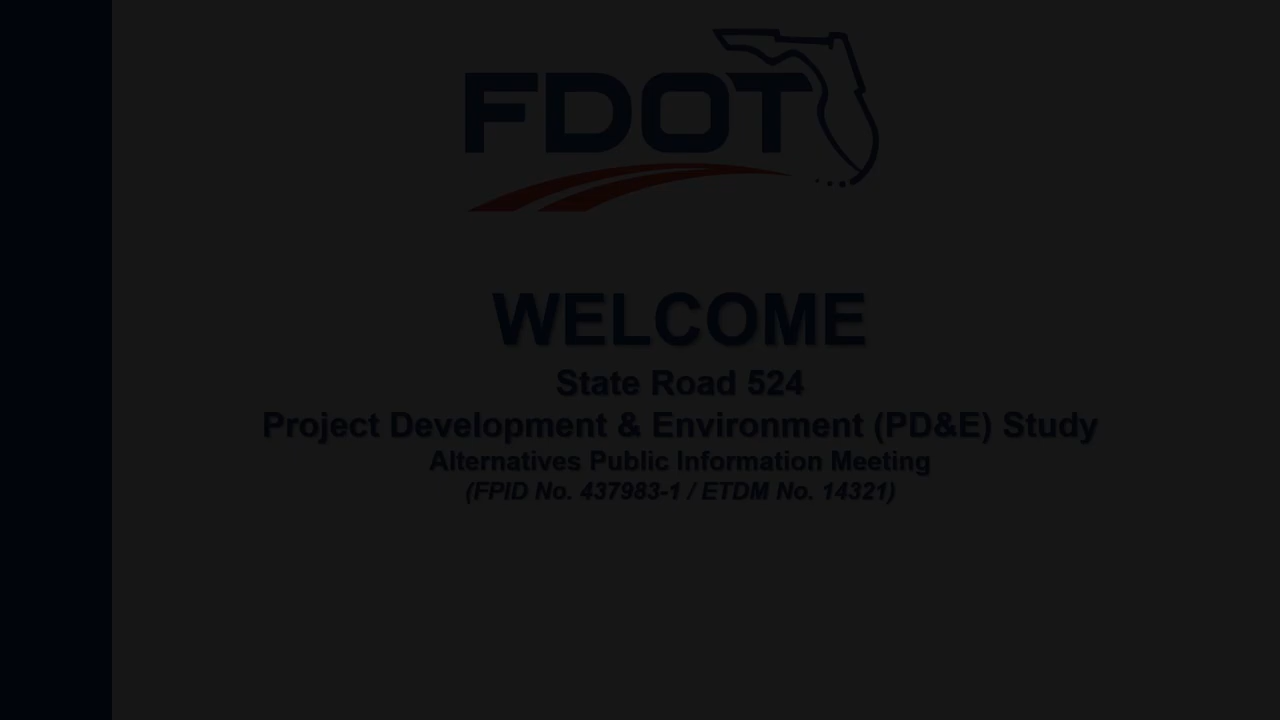 FDOT
WELCOME
State Road 524
Project Development & Environment (PD&E) Study
Alternatives Public Information Meeting
(FPID No. 437983-1 / ETDM No. 14321)